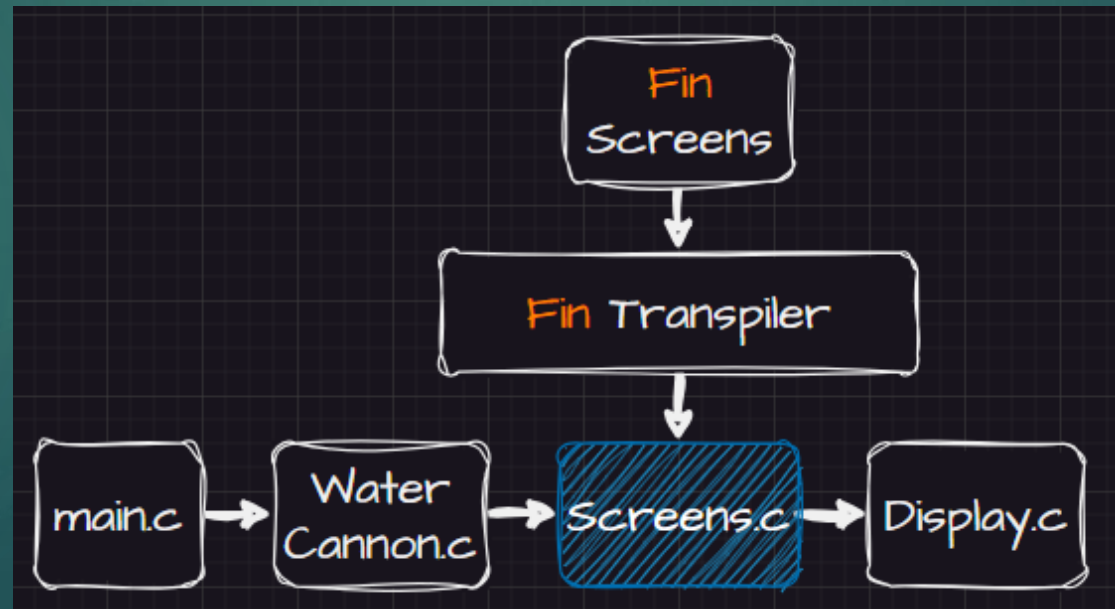 Fin
Screens
Fin Transpiler
main.c
Water
Cannon.c
Screens.c
Display.c